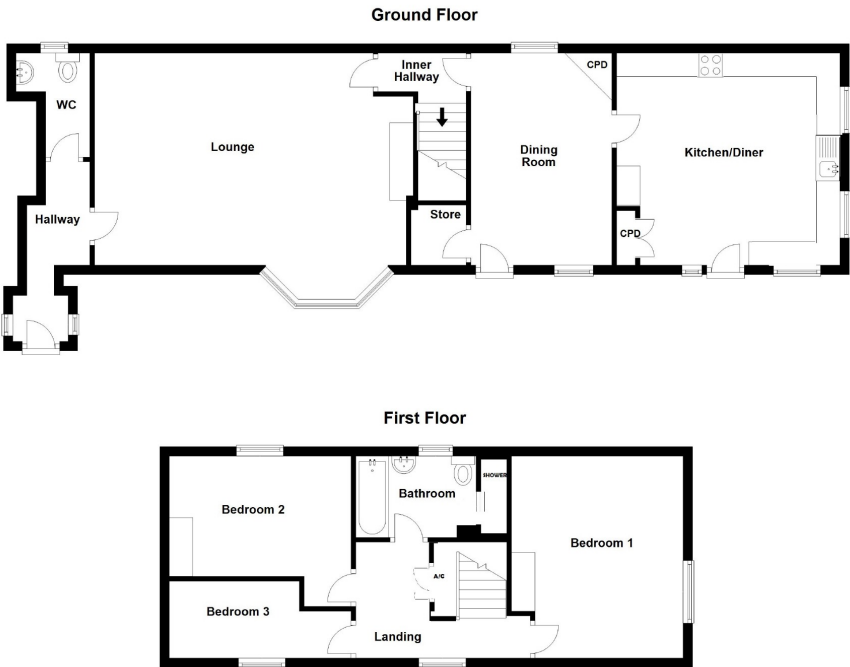 Ground Floor
Inner
Hallway
CPD
WC
Lounge
Dining
Room
Kitchen/Diner
Hallway
Store
CPD
First Floor
SHOWER
Bathroom
Bedroom 2
Bedroom 1
A/C
Bedroom 3
Landing